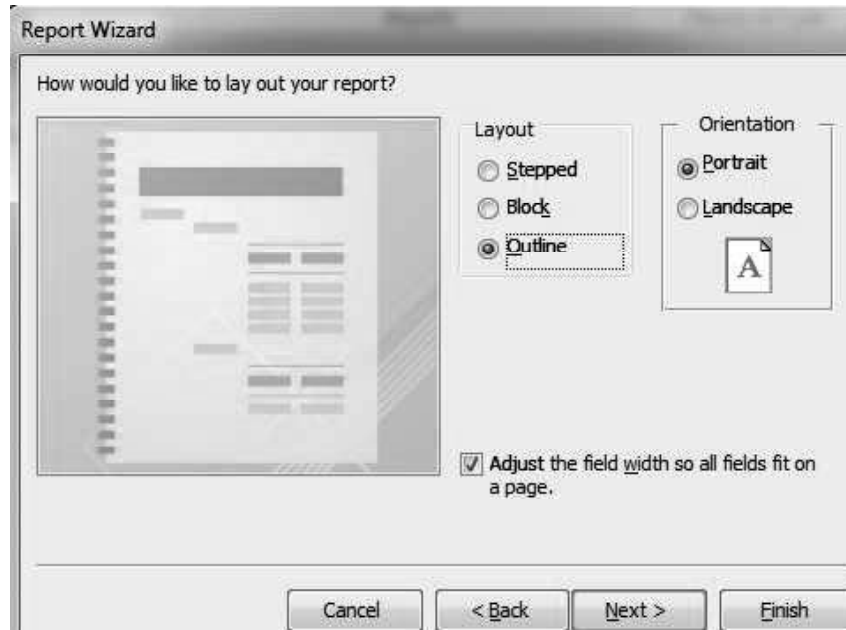 Report Wizard
How would you like to lay out your report?
Layout
Stepped
Block
Outline
Orientation
Portrait
Landscape
A
Adjust the field width so all fields fit on
a page.
Cancel
< Back
Next >
Finish